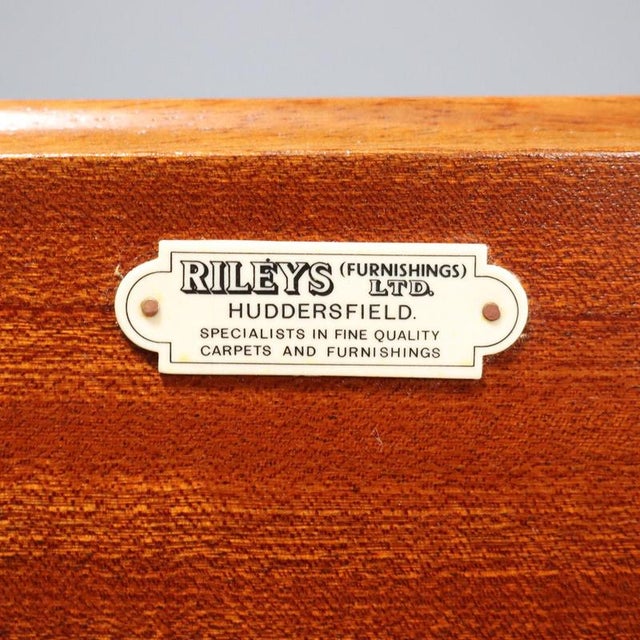 RILEYS (FURNISHINGS) LTD.
HUDDERSFIELD.
SPECIALISTS IN FINE QUALITY
CARPETS AND FURNISHINGS